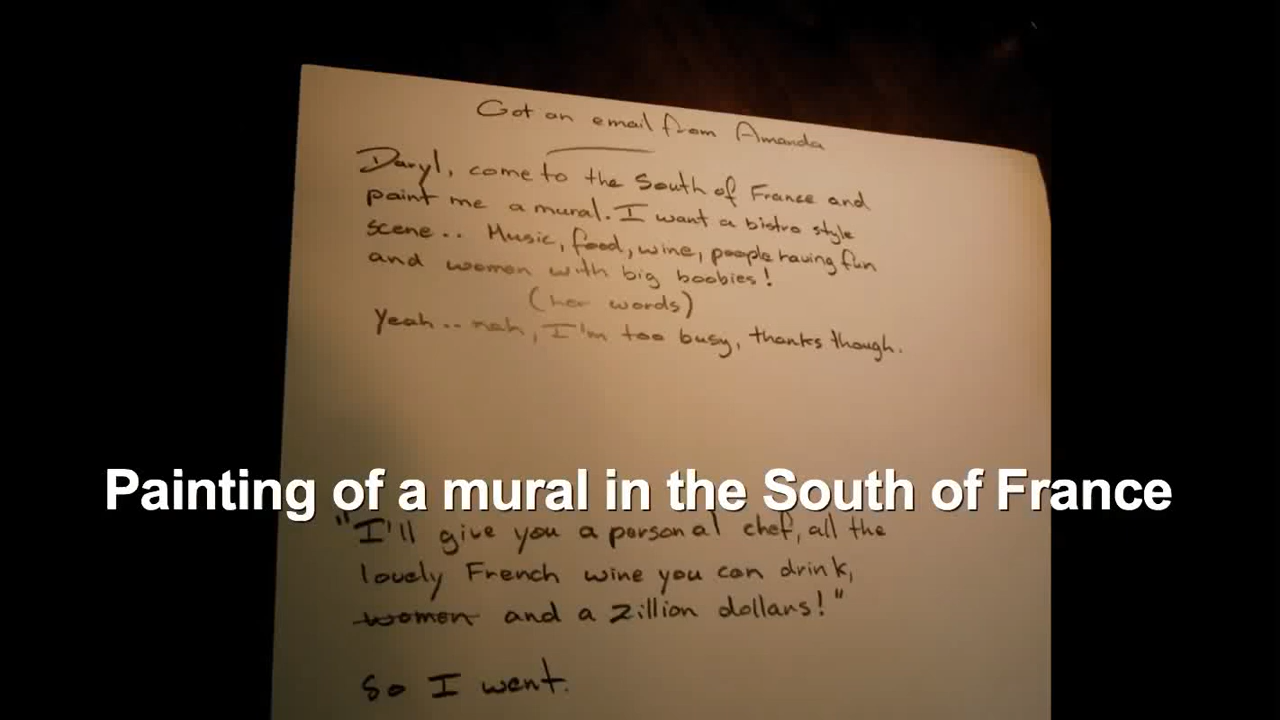 Got an email from Amanda
Daryl, come to the South of France and
paint me a mural. I want a bistro style
scene.. Music, food, wine, people having fun
and women with big boobies!
(her words)
Yeah.. nah, I'm too busy, thanks though.
Painting of a mural in the South of France
"I'll give you a personal chef, all the
lovely French wine you can drink,
women and a zillion dollars!"
So I went.